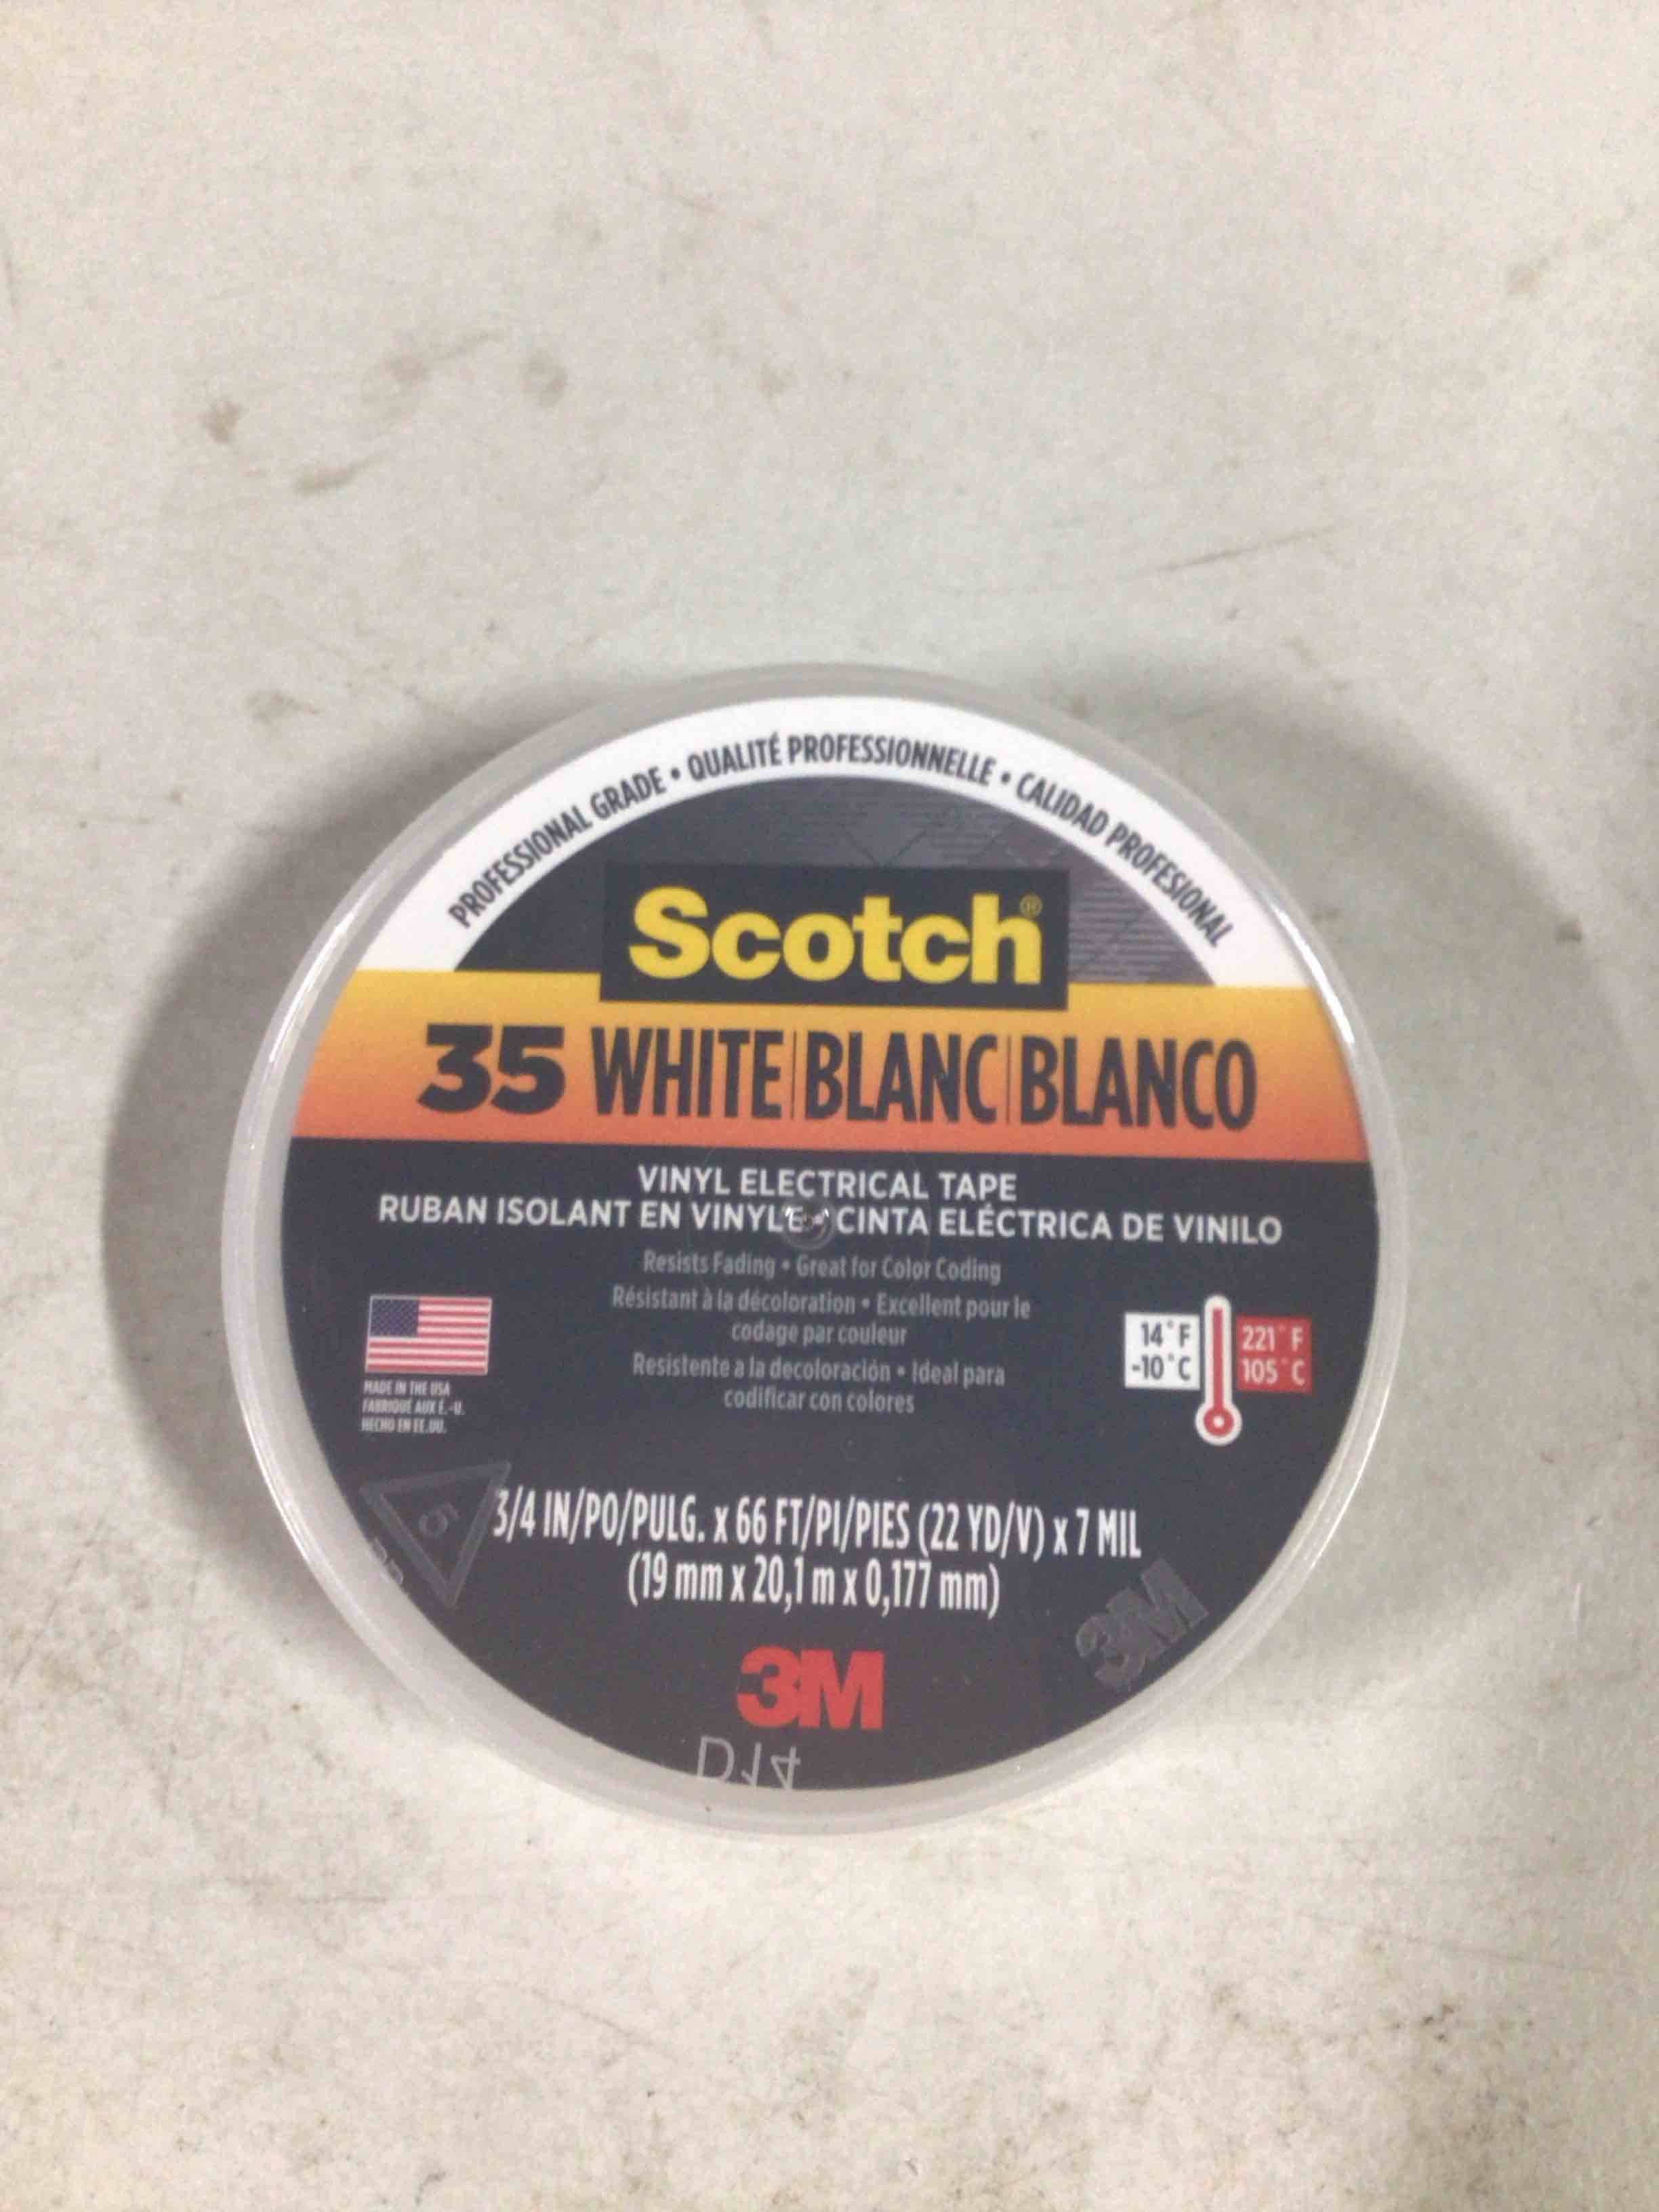 PROFESSIONAL GRADE • QUALITÉ PROFESSIONNELLE • CALIDAD PROFESIONAL
Scotch®
35 WHITE|BLANC|BLANCO
VINYL ELECTRICAL TAPE
RUBAN ISOLANT EN VINYLE • CINTA ELÉCTRICA DE VINILO
Resists Fading • Great for Color Coding
Résistant à la décoloration • Excellent pour le
codage par couleur
Resistente a la decoloración • Ideal para
codificar con colores
MADE IN THE USA
FABRIQUÉ AUX É.-U.
HECHO EN EE.UU.
14°F
-10°C
221°F
105°C
3/4 IN/PO/PULG. x 66 FT/PI/PIES (22 YD/V) x 7 MIL
(19 mm x 20,1 m x 0,177 mm)
3M
3M
D14